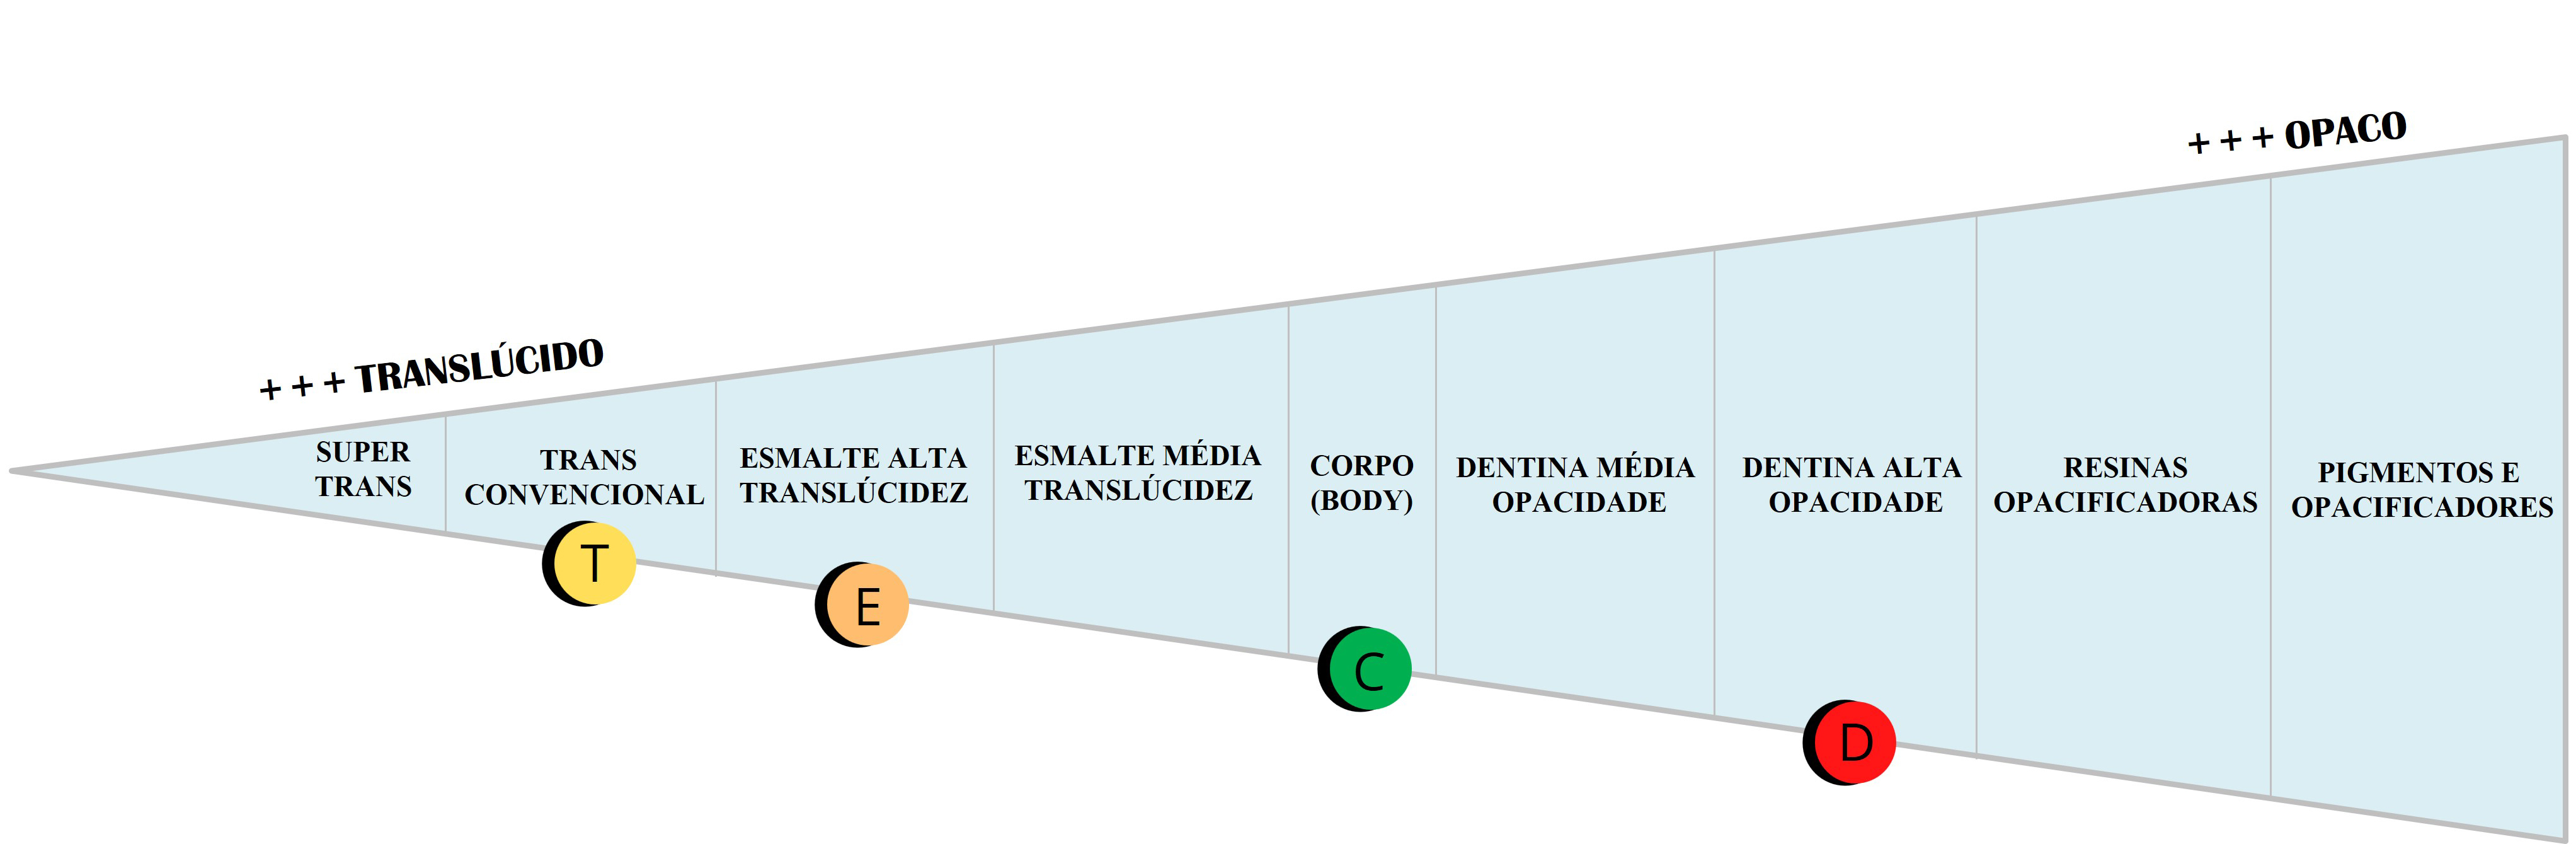 + + + OPACO
+ + + TRANSLÚCIDO
SUPER
TRANS
TRANS
CONVENCIONAL
ESMALTE ALTA
TRANSLÚCIDEZ
ESMALTE MÉDIA
TRANSLÚCIDEZ
CORPO
(BODY)
DENTINA MÉDIA
OPACIDADE
DENTINA ALTA
OPACIDADE
RESINAS
OPACIFICADORAS
PIGMENTOS E
OPACIFICADORES
T
E
C
D